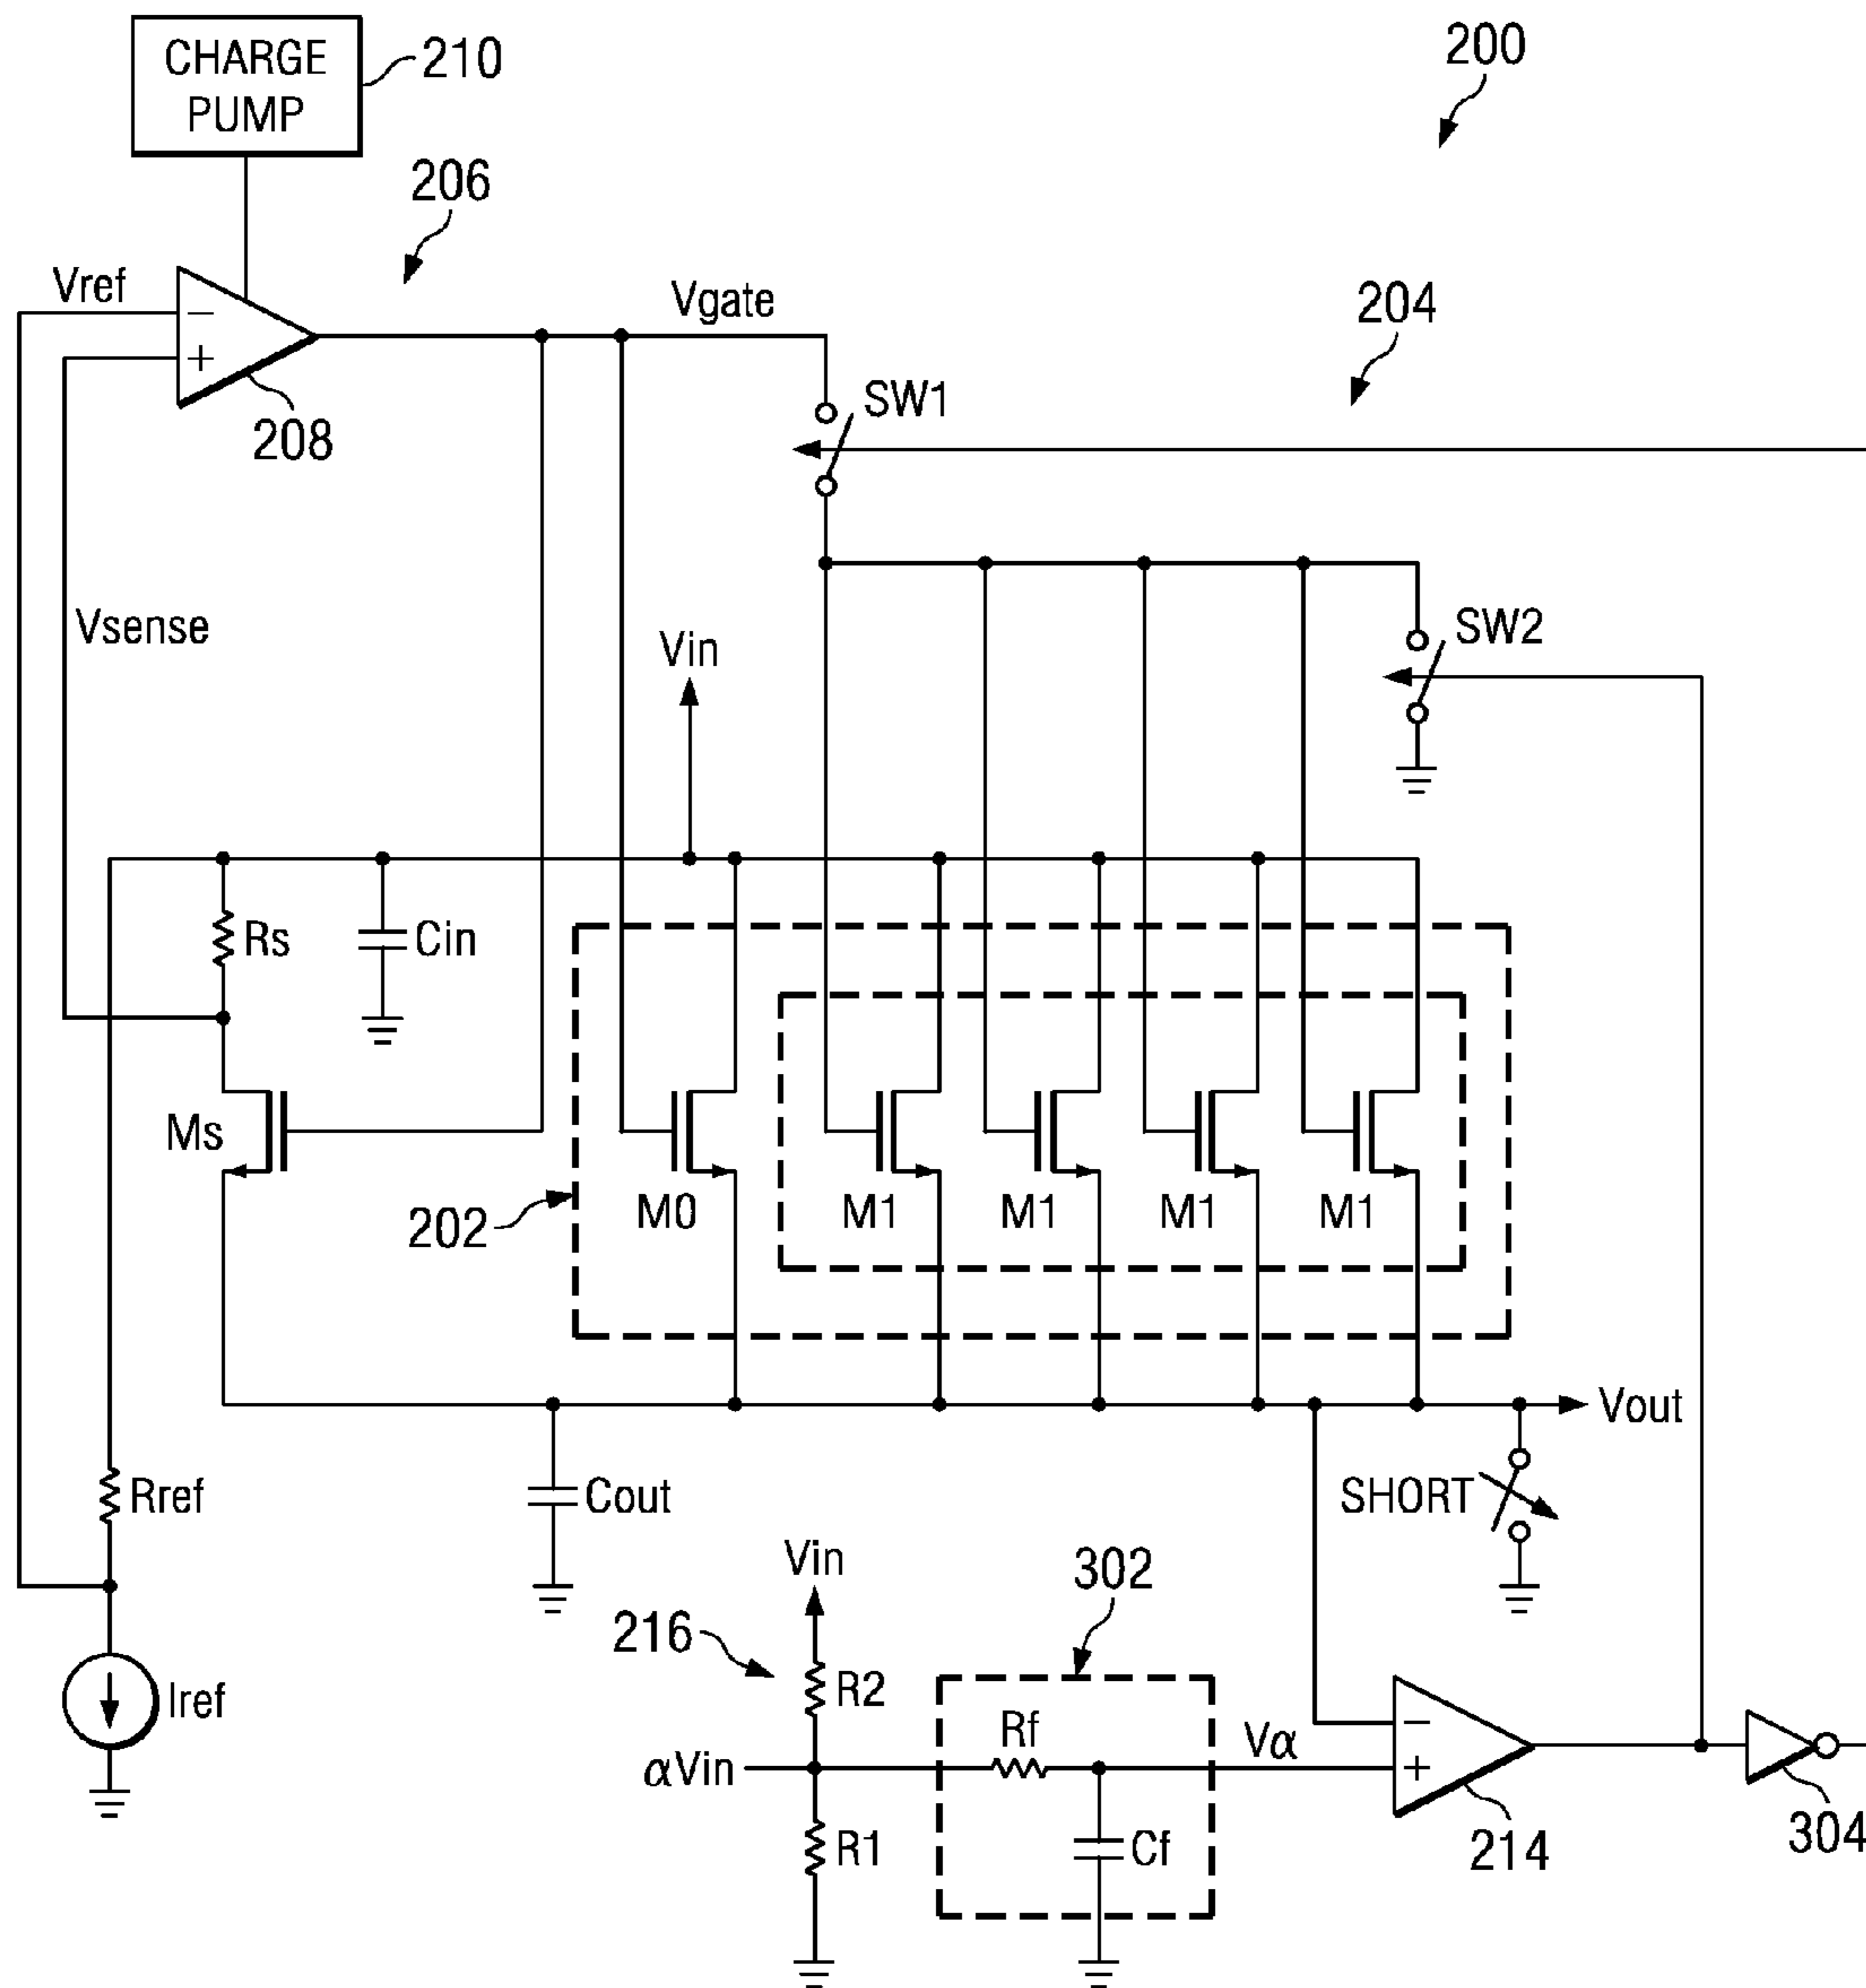 CHARGE
PUMP
210
200
206
Vref
Vgate
204
−
+
208
SW1
Vsense
Vin
SW2
Rs
Cin
Ms
202
M0
M1
M1
M1
M1
Vout
Rref
Cout
SHORT
Vin
302
216
R2
Iref
Rf
Vα
αVin
−
+
R1
Cf
214
304